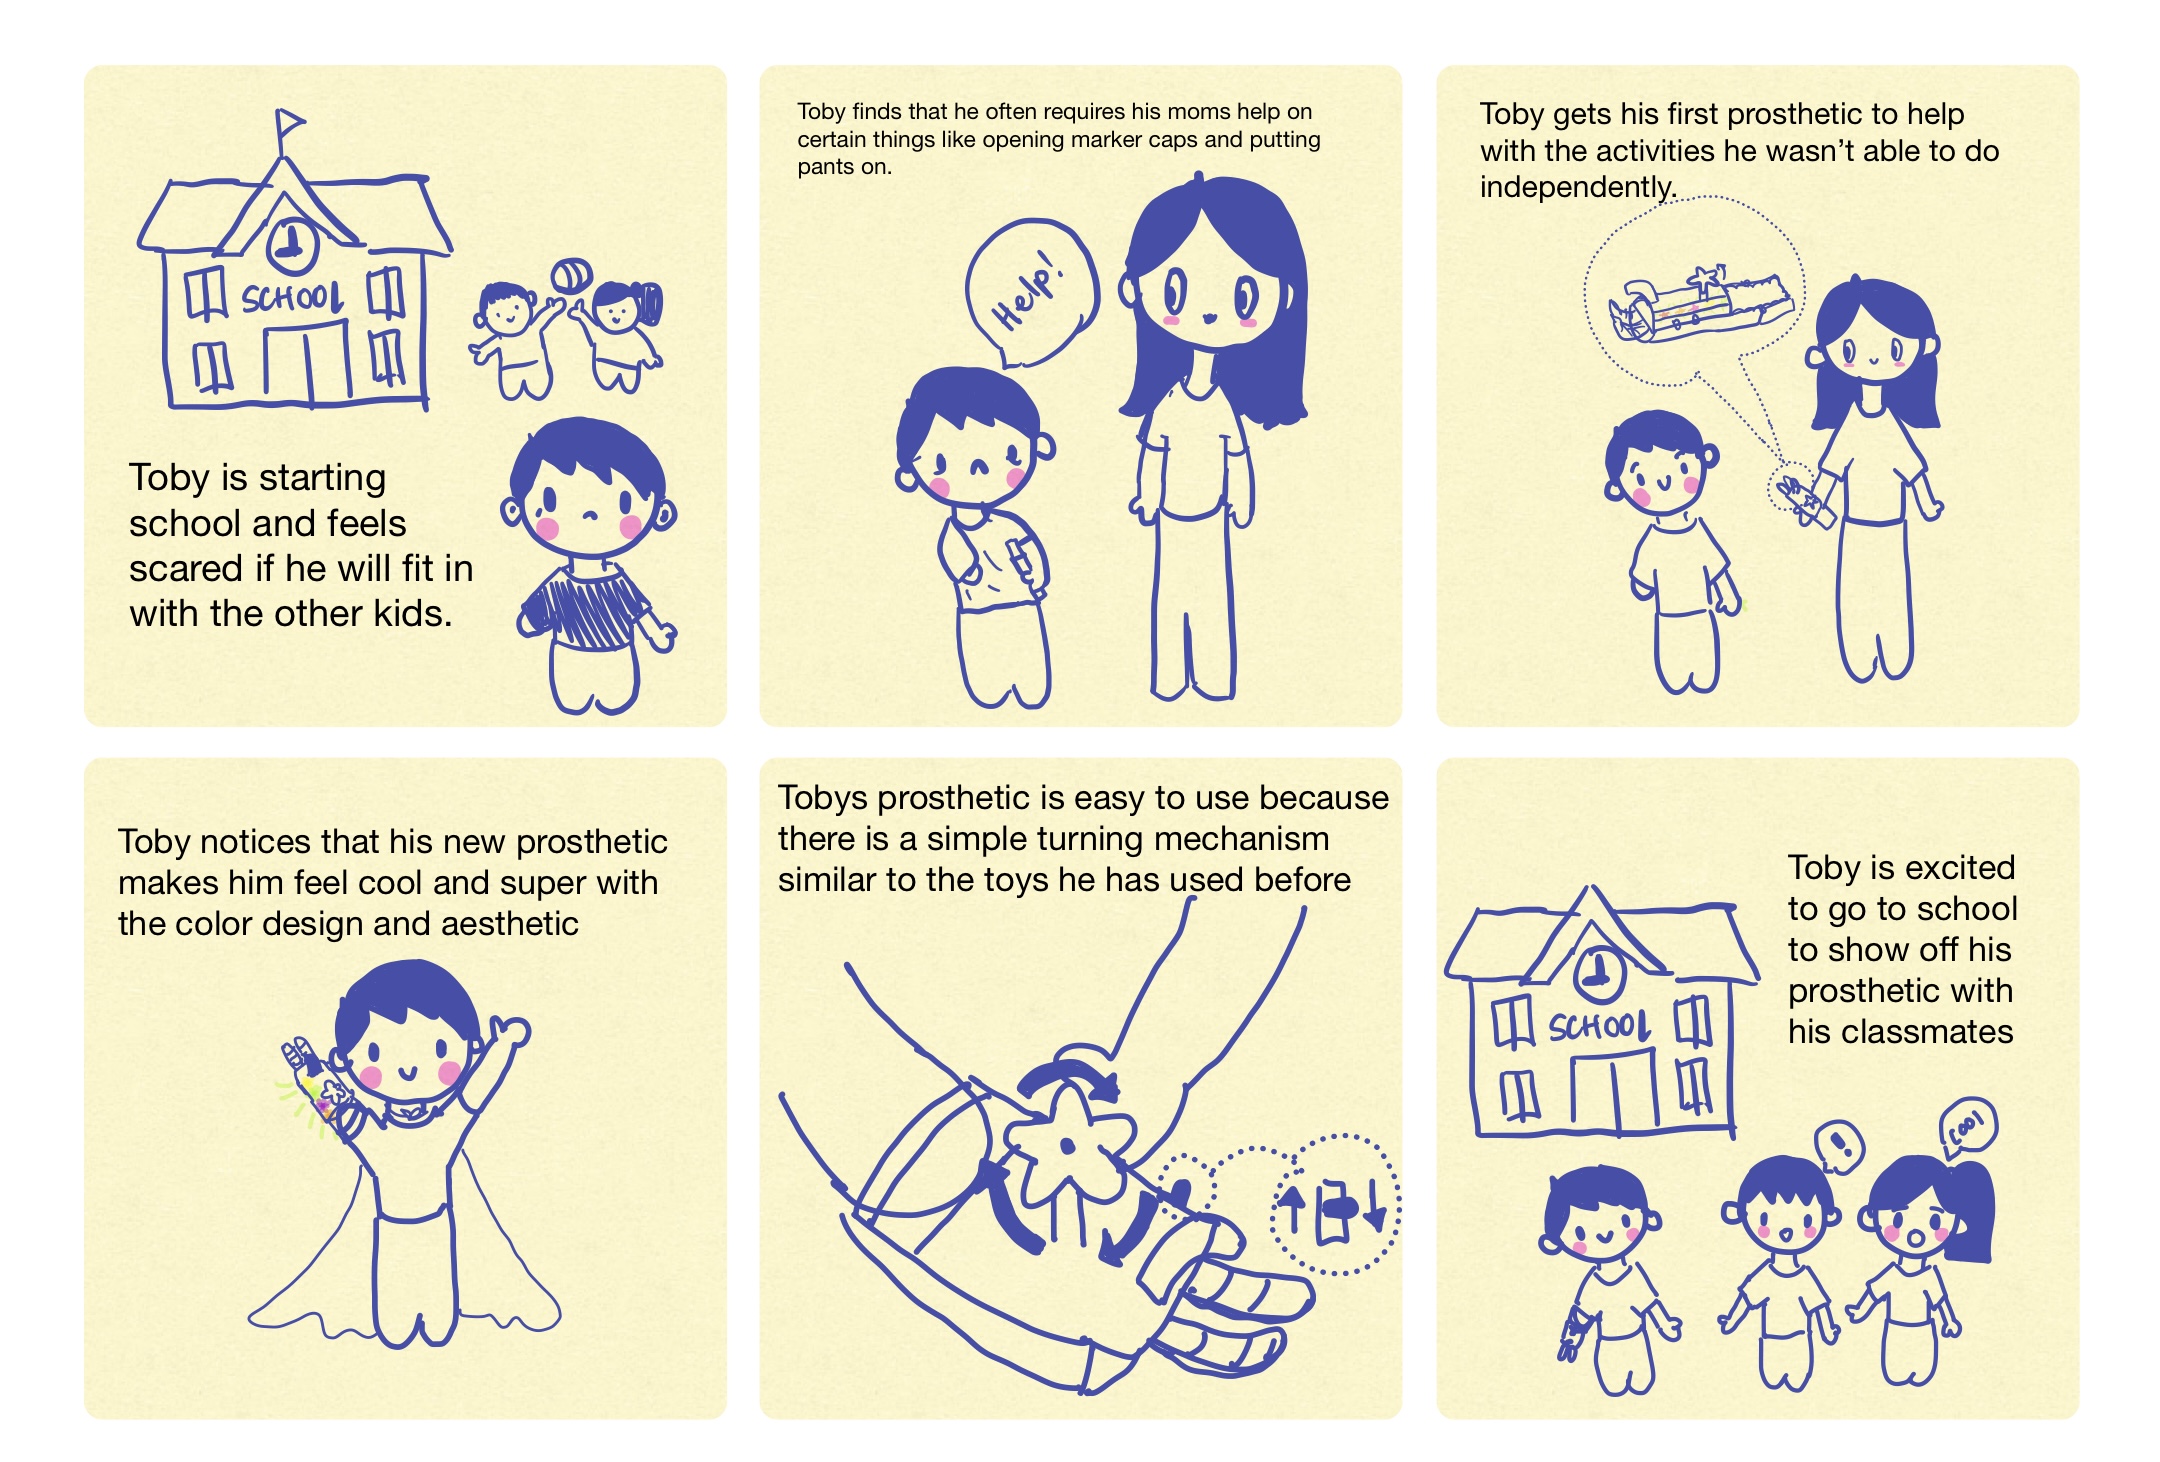 SCHOOL
Toby is starting
school and feels
scared if he will fit in
with the other kids.
Toby finds that he often requires his moms help on
certain things like opening marker caps and putting
pants on.
Help!
Toby gets his first prosthetic to help
with the activities he wasn’t able to do
independently.
Toby notices that his new prosthetic
makes him feel cool and super with
the color design and aesthetic
Tobys prosthetic is easy to use because
there is a simple turning mechanism
similar to the toys he has used before
Toby is excited
to go to school
to show off his
prosthetic with
his classmates
SCHOOL
!
COOl